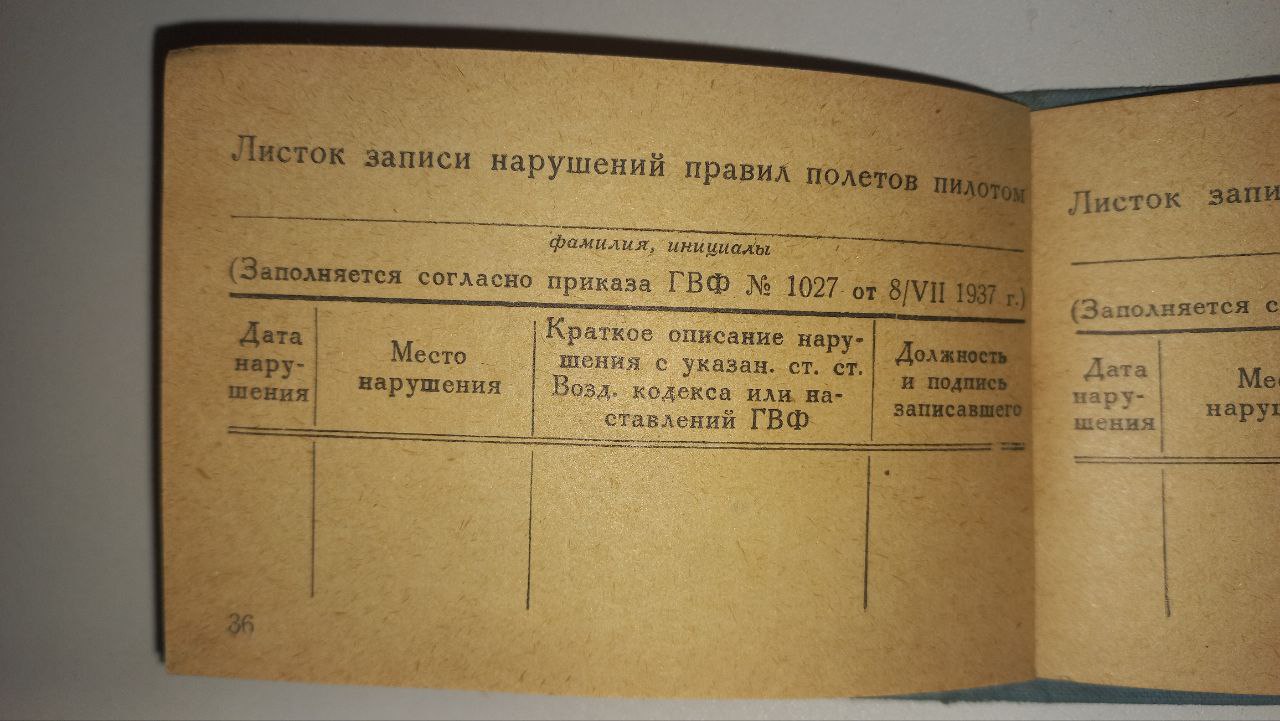 Листок записи нарушений правил полетов пилотом
фамилия, инициалы
(Заполняется согласно приказа ГВФ № 1027 от 8/VII 1937 г.)
Дата
нару-
шения
Место
нарушения
Краткое описание нару-
шения с указан. ст. ст.
Возд. кодекса или на-
ставлений ГВФ
Должность
и подпись
записавшего
36
Листок запи
(Заполняется с
Дата
нару-
шения
Ме
наруш